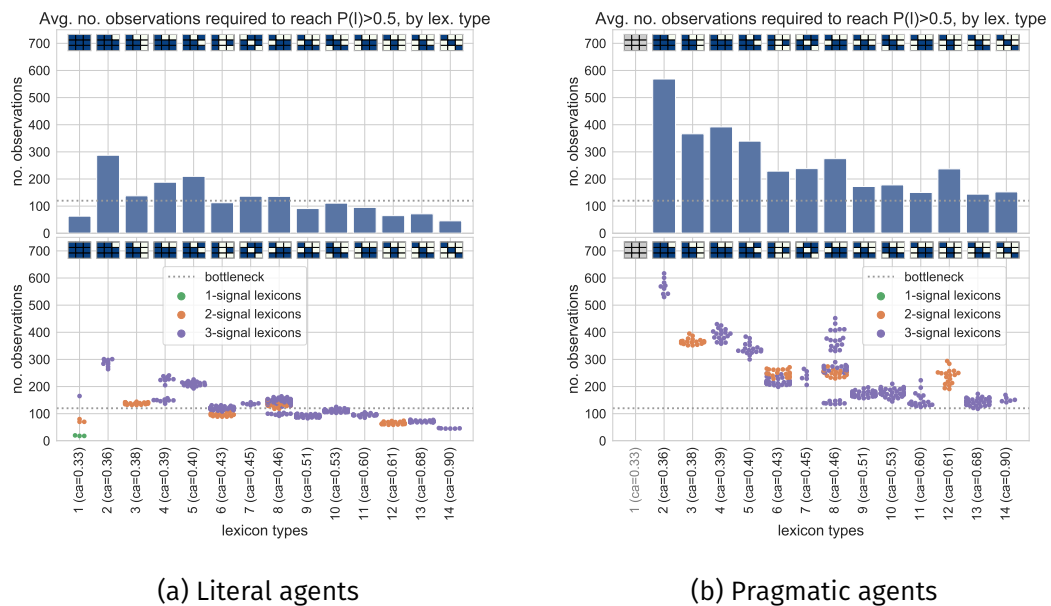 Avg. no. observations required to reach P(l)>0.5, by lex. type
700
600
500
400
300
200
100
0
no. observations
700
600
500
400
300
200
100
0
no. observations
bottleneck
1-signal lexicons
2-signal lexicons
3-signal lexicons
1 (ca=0.33)
2 (ca=0.36)
3 (ca=0.38)
4 (ca=0.39)
5 (ca=0.40)
6 (ca=0.43)
7 (ca=0.45)
8 (ca=0.46)
9 (ca=0.51)
10 (ca=0.53)
11 (ca=0.60)
12 (ca=0.61)
13 (ca=0.68)
14 (ca=0.90)
lexicon types
(a) Literal agents
Avg. no. observations required to reach P(l)>0.5, by lex. type
700
600
500
400
300
200
100
0
no. observations
700
600
500
400
300
200
100
0
no. observations
bottleneck
1-signal lexicons
2-signal lexicons
3-signal lexicons
1 (ca=0.33)
2 (ca=0.36)
3 (ca=0.38)
4 (ca=0.39)
5 (ca=0.40)
6 (ca=0.43)
7 (ca=0.45)
8 (ca=0.46)
9 (ca=0.51)
10 (ca=0.53)
11 (ca=0.60)
12 (ca=0.61)
13 (ca=0.68)
14 (ca=0.90)
lexicon types
(b) Pragmatic agents